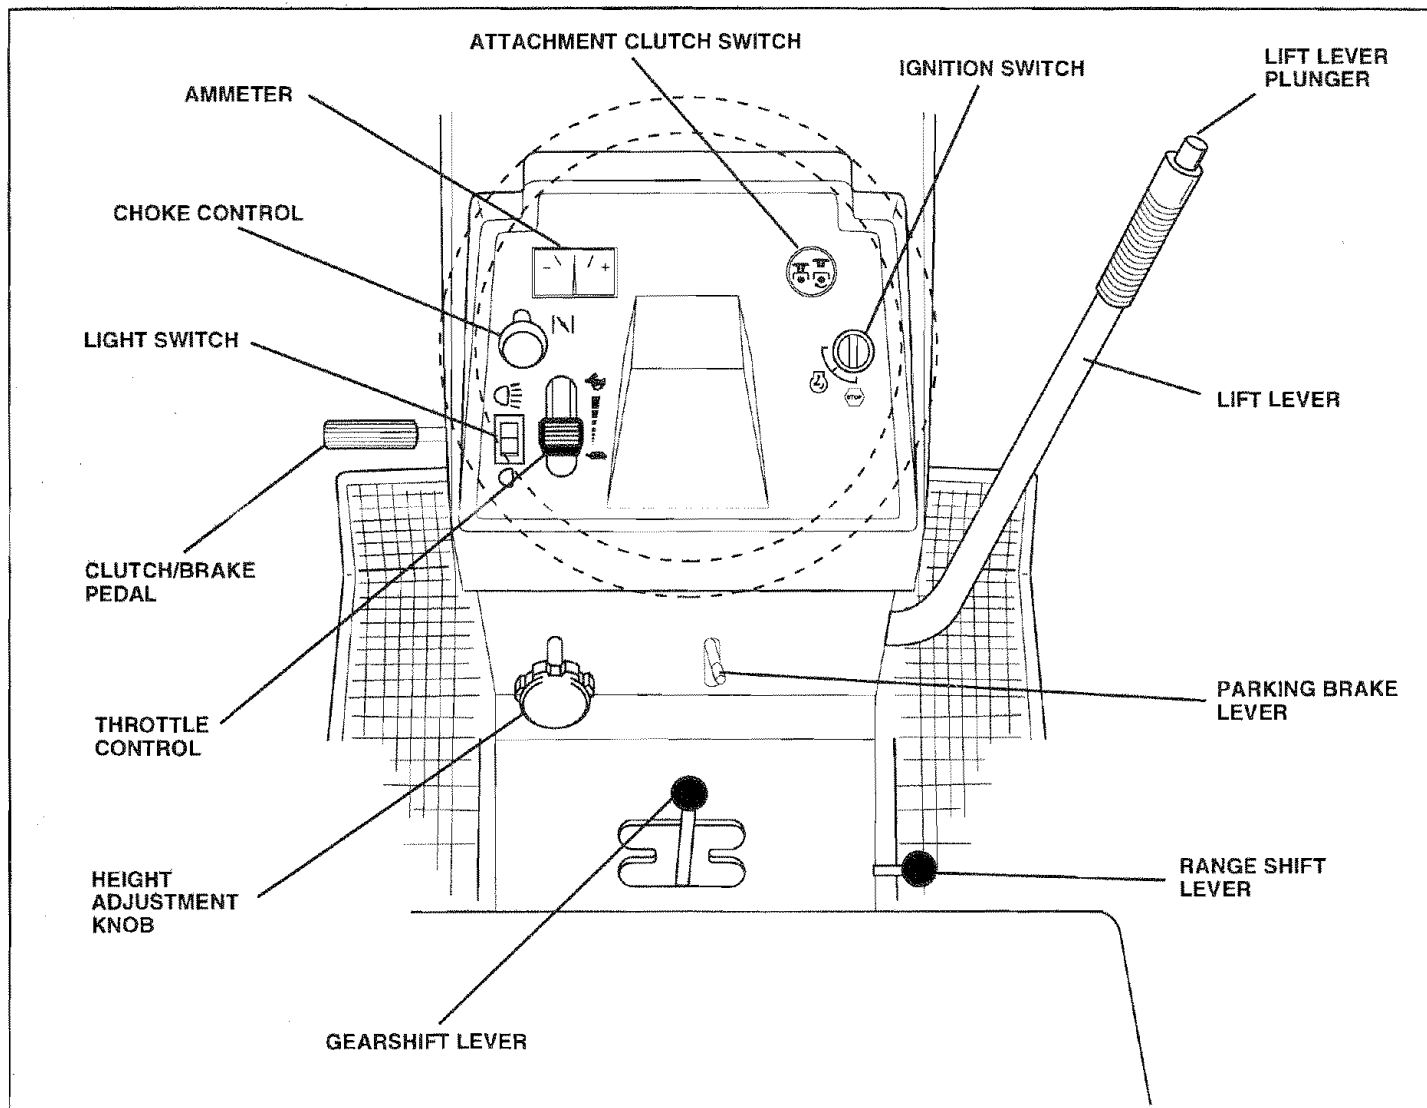 ATTACHMENT CLUTCH SWITCH
IGNITION SWITCH
LIFT LEVER
PLUNGER
AMMETER
CHOKE CONTROL
LIGHT SWITCH
- +
STOP
LIFT LEVER
CLUTCH/BRAKE
PEDAL
PARKING BRAKE
LEVER
THROTTLE
CONTROL
HEIGHT
ADJUSTMENT
KNOB
RANGE SHIFT
LEVER
GEARSHIFT LEVER